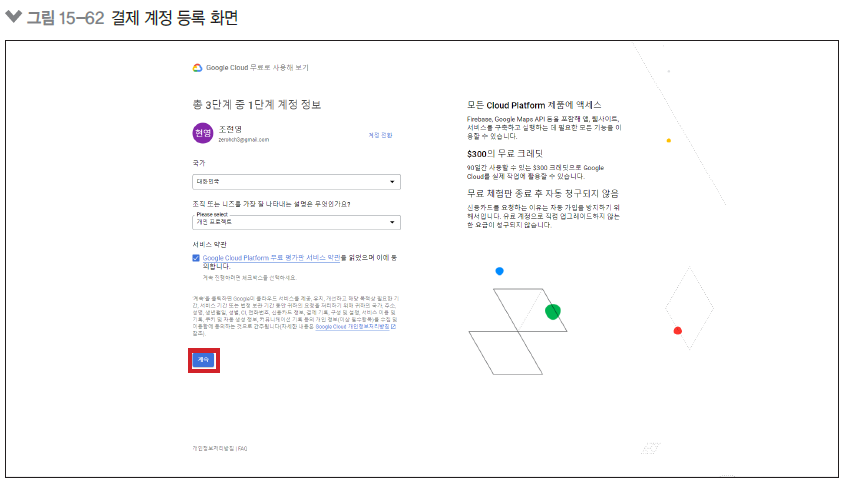 그림 15-62 결제 계정 등록 화면
Google Cloud 무료로 사용해 보기
총 3단계 중 1단계 계정 정보
현영
조현영
zerohch3@gmail.com
계정 전환
국가
대한민국
조직 또는 니즈를 가장 잘 나타내는 설명은 무엇인가요?
Please select
개인 프로젝트
서비스 약관
Google Cloud Platform 무료 평가판 서비스 약관을 읽었으며 이에 동
의합니다.
계속 진행하려면 체크박스를 선택하세요.
계속
개인정보처리방침 | FAQ
모든 Cloud Platform 제품에 액세스
Firebase, Google Maps API 등을 포함해 앱, 웹사이트,
서비스를 구축하고 실행하는 데 필요한 모든 기능을 이
용할 수 있습니다.
$300의 무료 크레딧
90일간 사용할 수 있는 $300 크레딧으로 Google
Cloud를 실제 작업에 활용할 수 있습니다.
무료 체험판 종료 후 자동 청구되지 않음
신용카드를 요청하는 이유는 자동 가입을 방지하기 위
해서입니다. 유료 계정으로 직접 업그레이드하지 않는
한 요금이 청구되지 않습니다.